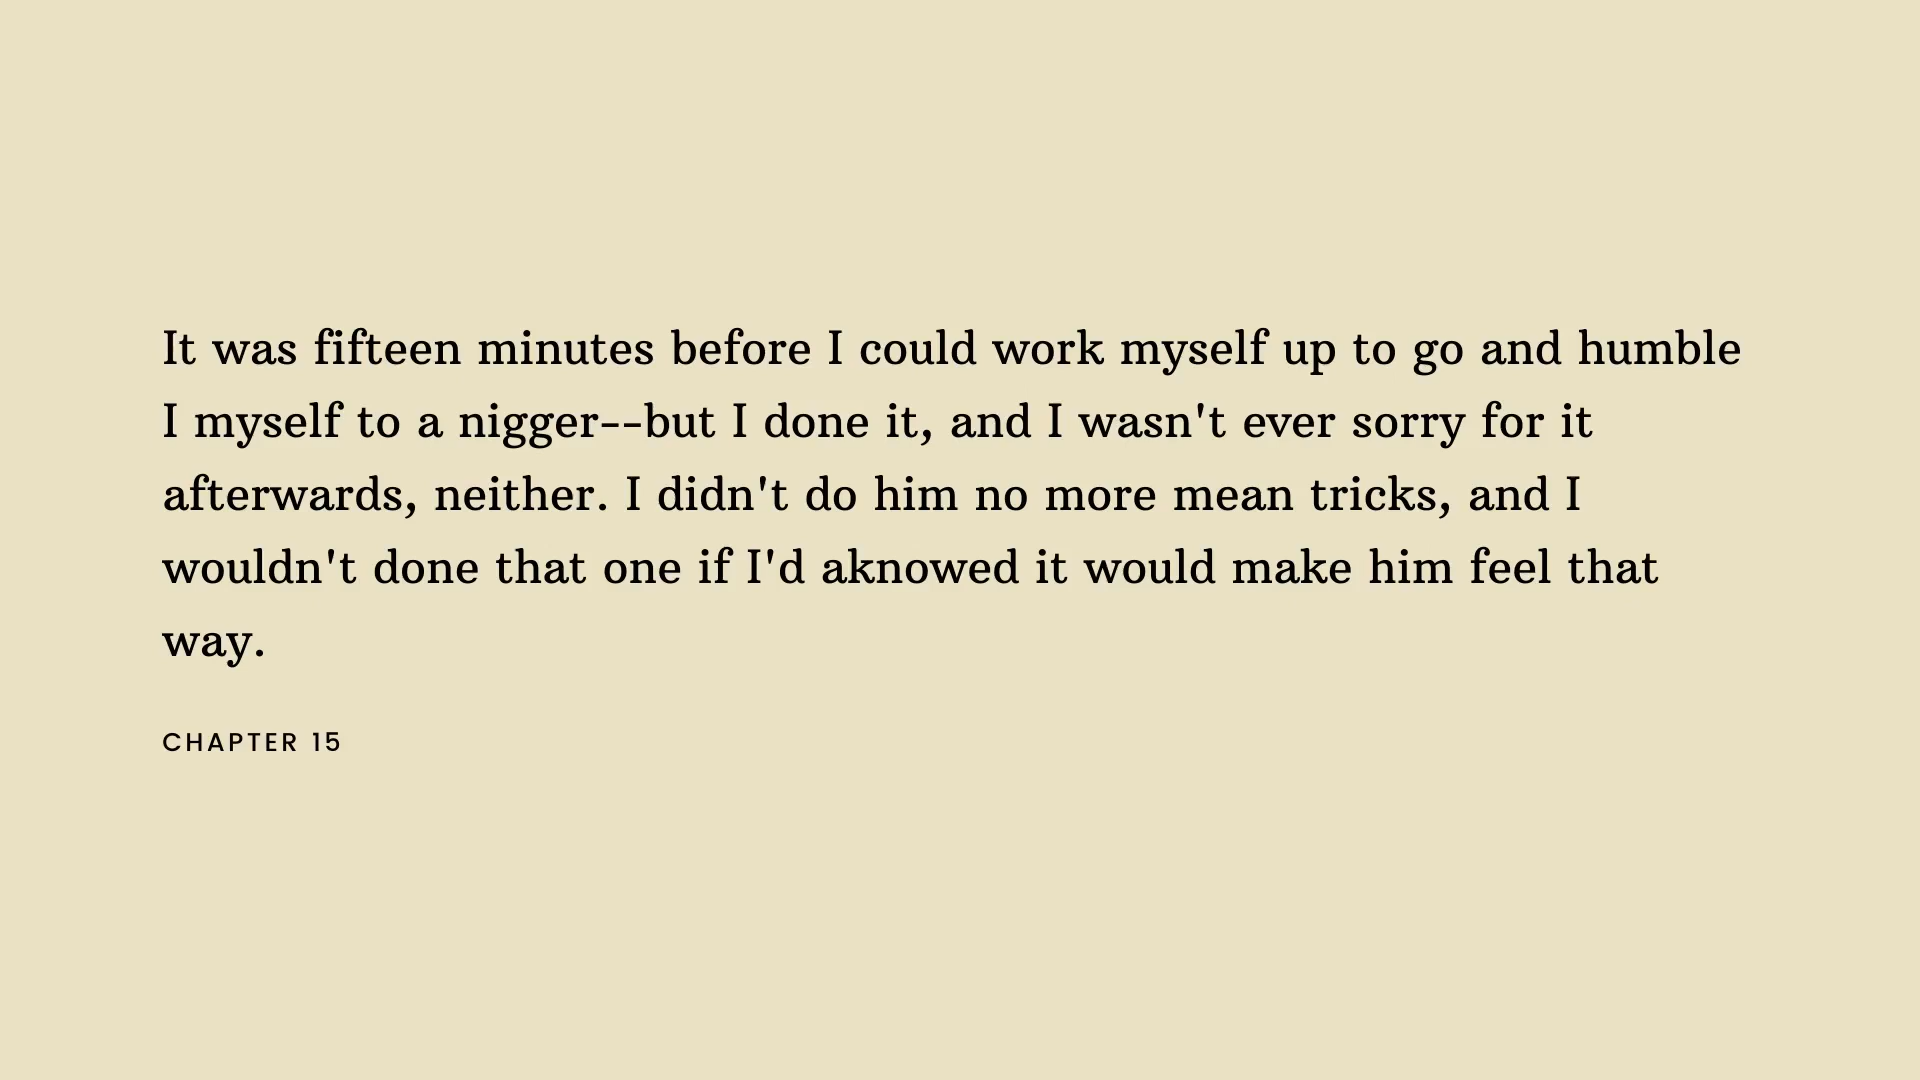 It was fifteen minutes before I could work myself up to go and humble
I myself to a nigger--but I done it, and I wasn't ever sorry for it
afterwards, neither. I didn't do him no more mean tricks, and I
wouldn't done that one if I'd aknowed it would make him feel that
way.
CHAPTER 15